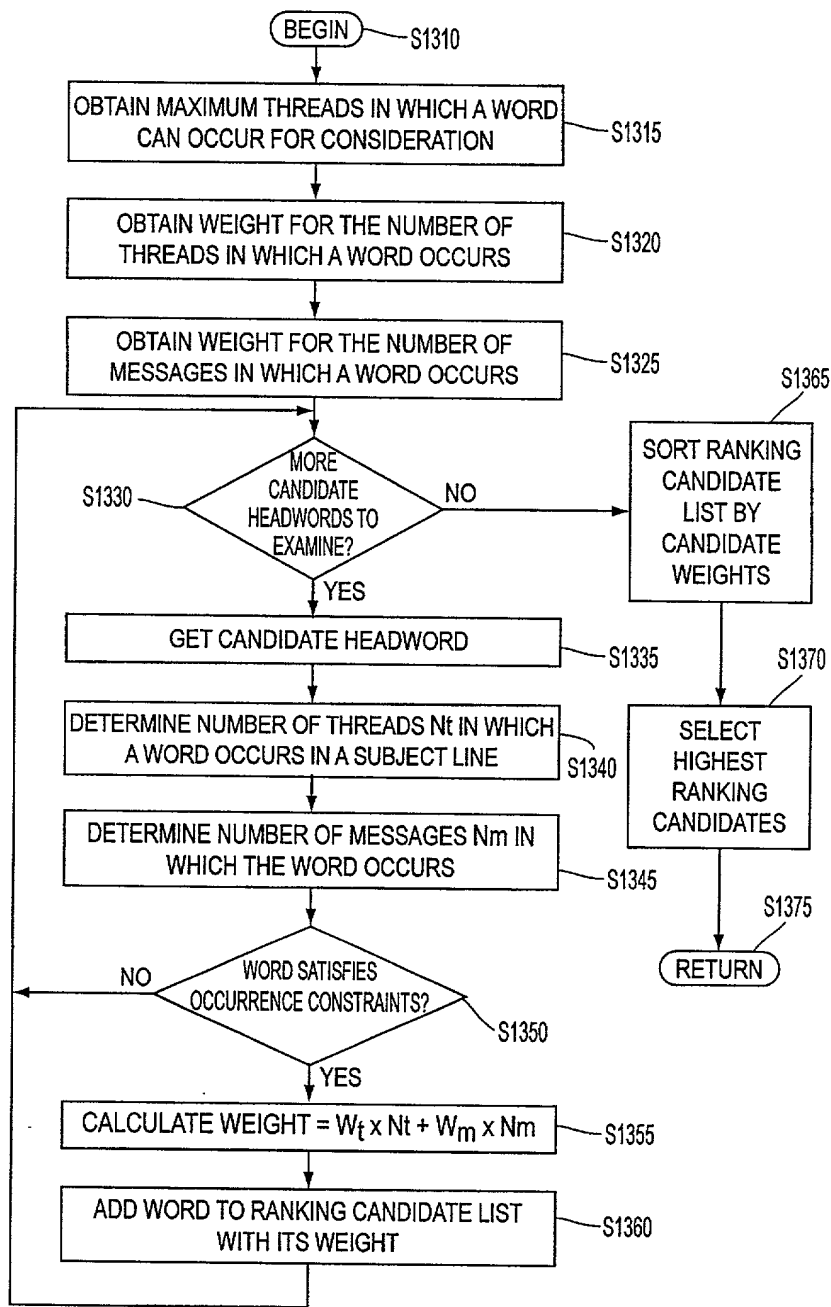 BEGIN
S1310
OBTAIN MAXIMUM THREADS IN WHICH A WORD
CAN OCCUR FOR CONSIDERATION
S1315
OBTAIN WEIGHT FOR THE NUMBER OF
THREADS IN WHICH A WORD OCCURS
S1320
OBTAIN WEIGHT FOR THE NUMBER OF
MESSAGES IN WHICH A WORD OCCURS
S1325
S1330
MORE
CANDIDATE
HEADWORDS TO
EXAMINE?
NO
YES
S1365
SORT RANKING
CANDIDATE
LIST BY
CANDIDATE
WEIGHTS
GET CANDIDATE HEADWORD
S1335
DETERMINE NUMBER OF THREADS Nt IN WHICH
A WORD OCCURS IN A SUBJECT LINE
S1340
S1370
SELECT
HIGHEST
RANKING
CANDIDATES
DETERMINE NUMBER OF MESSAGES Nm IN
WHICH THE WORD OCCURS
S1345
S1375
RETURN
NO
WORD SATISFIES
OCCURRENCE CONSTRAINTS?
S1350
YES
CALCULATE WEIGHT = Wt x Nt + Wm x Nm
S1355
ADD WORD TO RANKING CANDIDATE LIST
WITH ITS WEIGHT
S1360